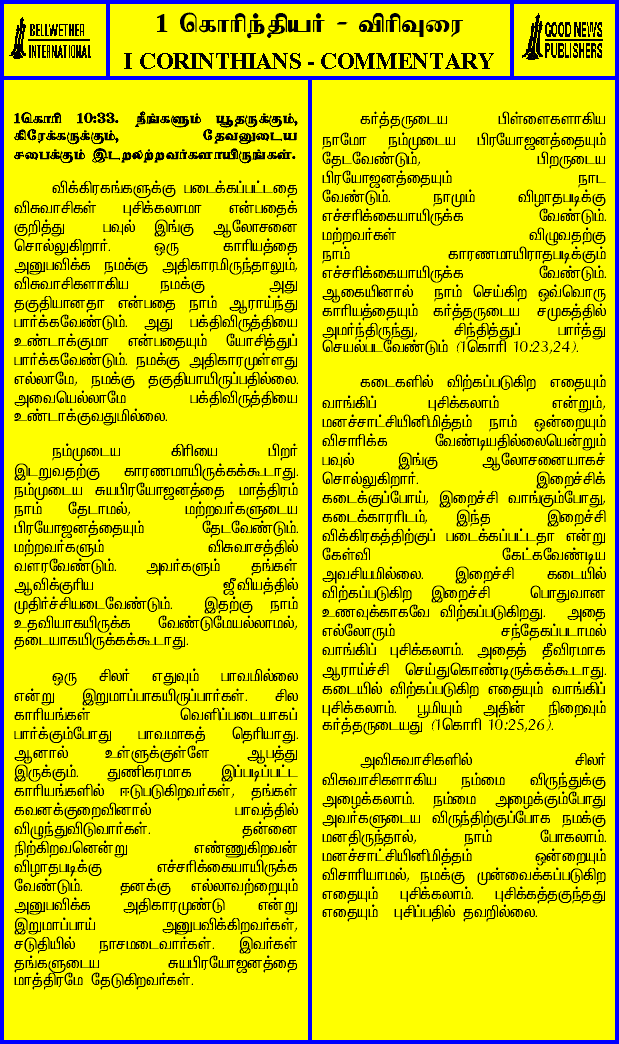 BELLWETHER
INTERNATIONAL
1 கொரிந்தியர் - விரிவுரை
I CORINTHIANS - COMMENTARY
GOOD NEWS
PUBLISHERS
1கொரி 10:33. நீங்களும் யூதருக்கும்,
கிரேக்கருக்கும், தேவனுடைய
சபைக்கும் இடறலற்றவர்களாயிருங்கள்.
விக்கிரகங்களுக்கு படைக்கப்பட்டதை
விசுவாசிகள் புசிக்கலாமா என்பதைக்
குறித்து பவுல் இங்கு ஆலோசனை
சொல்லுகிறார். ஒரு காரியத்தை
அனுபவிக்க நமக்கு அதிகாரமிருந்தாலும்,
விசுவாசிகளாகிய நமக்கு அது
தகுதியானதா என்பதை நாம் ஆராய்ந்து
பார்க்கவேண்டும். அது பக்திவிருத்தியை
உண்டாக்குமா என்பதையும் யோசித்துப்
பார்க்கவேண்டும். நமக்கு அதிகாரமுள்ளது
எல்லாமே, நமக்கு தகுதியாயிருப்பதில்லை.
அவையெல்லாமே பக்திவிருத்தியை
உண்டாக்குவதுமில்லை.
நம்முடைய கிரியை பிறர்
இடறுவதற்கு காரணமாயிருக்கக்கூடாது.
நம்முடைய சுயபிரயோஜனத்தை மாத்திரம்
நாம் தேடாமல், மற்றவர்களுடைய
பிரயோஜனத்தையும் தேடவேண்டும்.
மற்றவர்களும் விசுவாசத்தில்
வளரவேண்டும். அவர்களும் தங்கள்
ஆவிக்குரிய ஜீவியத்தில்
முதிர்ச்சியடைவேண்டும். இதற்கு நாம்
உதவியாகயிருக்க வேண்டுமேயல்லாமல்,
தடையாகயிருக்கக்கூடாது.
ஒரு சிலர் எதுவும் பாவமில்லை
என்று இறுமாப்பாகயிருப்பார்கள். சில
காரியங்கள் வெளிப்படையாகப்
பார்க்கும்போது பாவமாகத் தெரியாது.
ஆனால் உள்ளுக்குள்ளே ஆபத்து
இருக்கும். துணிகரமாக இப்படிப்பட்ட
காரியங்களில் ஈடுபடுகிறவர்கள், தங்கள்
கவனக்குறைவினால் பாவத்தில்
விழுந்துவிடுவார்கள். தன்னை
நிற்கிறவனென்று எண்ணுகிறவன்
விழாதபடிக்கு எச்சரிக்கையாயிருக்க
வேண்டும். தனக்கு எல்லாவற்றையும்
அனுபவிக்க அதிகாரமுண்டு என்று
இறுமாப்பாய் அனுபவிக்கிறவர்கள்,
சடுதியில் நாசமடைவார்கள். இவர்கள்
தங்களுடைய சுயபிரயோஜனத்தை
மாத்திரமே தேடுகிறவர்கள்.
கர்த்தருடைய பிள்ளைகளாகிய
நாமோ நம்முடைய பிரயோஜனத்தையும்
தேடவேண்டும், பிறருடைய
பிரயோஜனத்தையும் நாட
வேண்டும். நாமும் விழாதபடிக்கு
எச்சரிக்கையாயிருக்க வேண்டும்.
மற்றவர்கள் விழுவதற்கு
நாம் காரணமாயிராதபடிக்கும்
எச்சரிக்கையாயிருக்க வேண்டும்.
ஆகையினால் நாம் செய்கிற ஒவ்வொரு
காரியத்தையும் கர்த்தருடைய சமுகத்தில்
அமர்ந்திருந்து, சிந்தித்துப் பார்த்து
செயல்படவேண்டும் (1கொரி 10:23,24).
கடைகளில் விற்கப்படுகிற எதையும்
வாங்கிப் புசிக்கலாம் என்றும்,
மனச்சாட்சியினிமித்தம் நாம் ஒன்றையும்
விசாரிக்க வேண்டியதில்லையென்றும்
பவுல் இங்கு ஆலோசனையாகச்
சொல்லுகிறார். இறைச்சிக்
கடைக்குப்போய், இறைச்சி வாங்கும்போது,
கடைக்காரரிடம், இந்த இறைச்சி
விக்கிரகத்திற்குப் படைக்கப்பட்டதா என்று
கேள்வி கேட்கவேண்டிய
அவசியமில்லை. இறைச்சி கடையில்
விற்கப்படுகிற இறைச்சி பொதுவான
உணவுக்காகவே விற்கப்படுகிறது. அதை
எல்லோரும் சந்தேகப்படாமல்
வாங்கிப் புசிக்கலாம். அதைத் தீவிரமாக
ஆராய்ச்சி செய்துகொண்டிருக்கக்கூடாது.
கடையில் விற்கப்படுகிற எதையும் வாங்கிப்
புசிக்கலாம். பூமியும் அதின் நிறைவும்
கர்த்தருடையது (1கொரி 10:25,26).
அவிசுவாசிகளில் சிலர்
விசுவாசிகளாகிய நம்மை விருந்துக்கு
அழைக்கலாம். நம்மை அழைக்கும்போது
அவர்களுடைய விருந்திற்குப்போக நமக்கு
மனதிருந்தால், நாம் போகலாம்.
மனச்சாட்சியினிமித்தம் ஒன்றையும்
விசாரியாமல், நமக்கு முன்வைக்கப்படுகிற
எதையும் புசிக்கலாம். புசிக்கத்தகுந்தது
எதையும் புசிப்பதில் தவறில்லை.